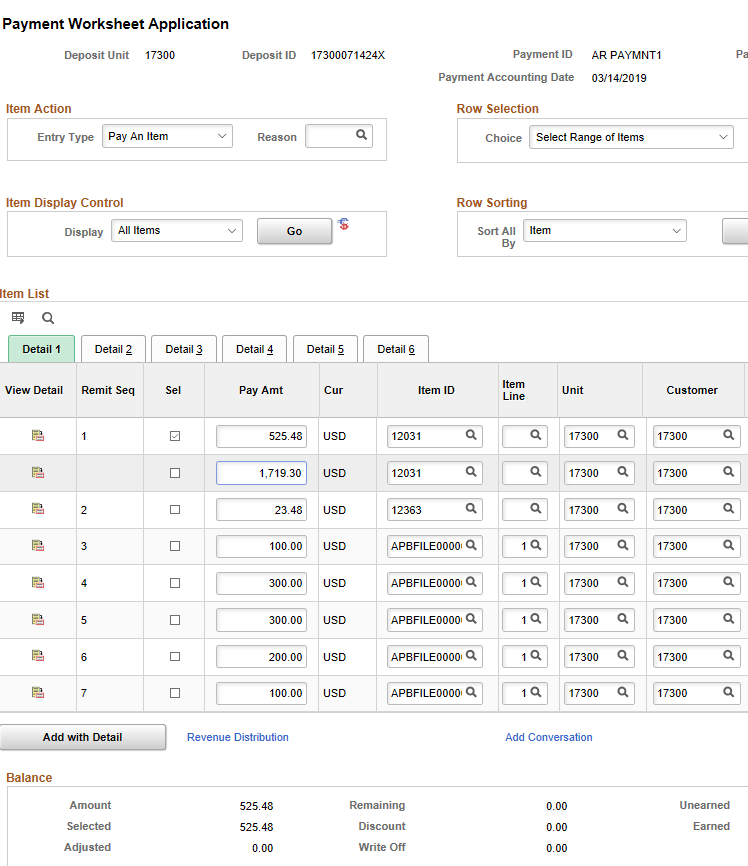 Payment Worksheet Application
Deposit Unit 17300 Deposit ID 17300071424X Payment ID AR PAYMNT1 Pa
Payment Accounting Date 03/14/2019
Item Action Row Selection
Entry Type Pay An Item Reason Choice Select Range of Items
Item Display Control Row Sorting
Display All Items Go Sort All By Item
Item List
Detail 1 Detail 2 Detail 3 Detail 4 Detail 5 Detail 6
View Detail Remit Seq Sel Pay Amt Cur Item ID Item Line Unit Customer
1 525.48 USD 12031 17300 17300
1,719.30 USD 12031 17300 17300
2 23.48 USD 12363 17300 17300
3 100.00 USD APBFILE0000 1 17300 17300
4 300.00 USD APBFILE0000 1 17300 17300
5 300.00 USD APBFILE0000 1 17300 17300
6 200.00 USD APBFILE0000 1 17300 17300
7 100.00 USD APBFILE0000 1 17300 17300
Add with Detail Revenue Distribution Add Conversation
Balance
Amount 525.48 Remaining 0.00 Unearned
Selected 525.48 Discount 0.00 Earned
Adjusted 0.00 Write Off 0.00